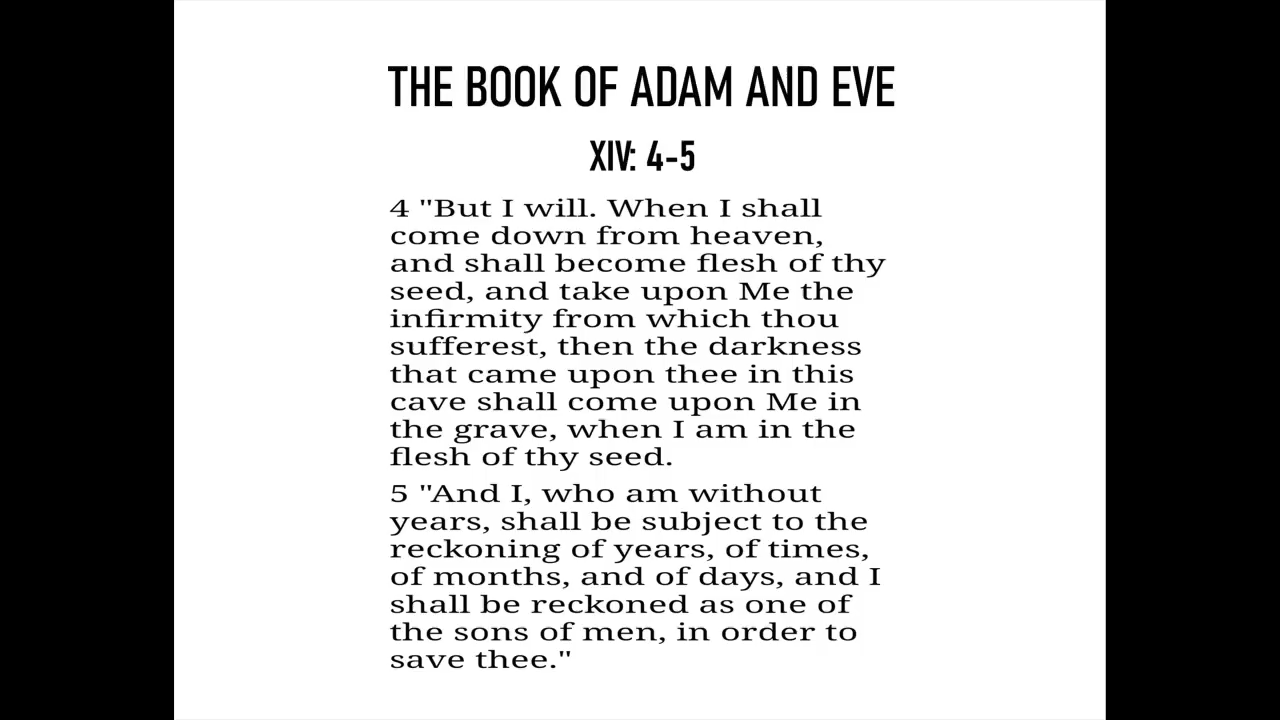 THE BOOK OF ADAM AND EVE
XIV: 4-5
4 "But I will. When I shall
come down from heaven,
and shall become flesh of thy
seed, and take upon Me the
infirmity from which thou
sufferest, then the darkness
that came upon thee in this
cave shall come upon Me in
the grave, when I am in the
flesh of thy seed.
5 "And I, who am without
years, shall be subject to the
reckoning of years, of times,
of months, and of days, and I
shall be reckoned as one of
the sons of men, in order to
save thee."